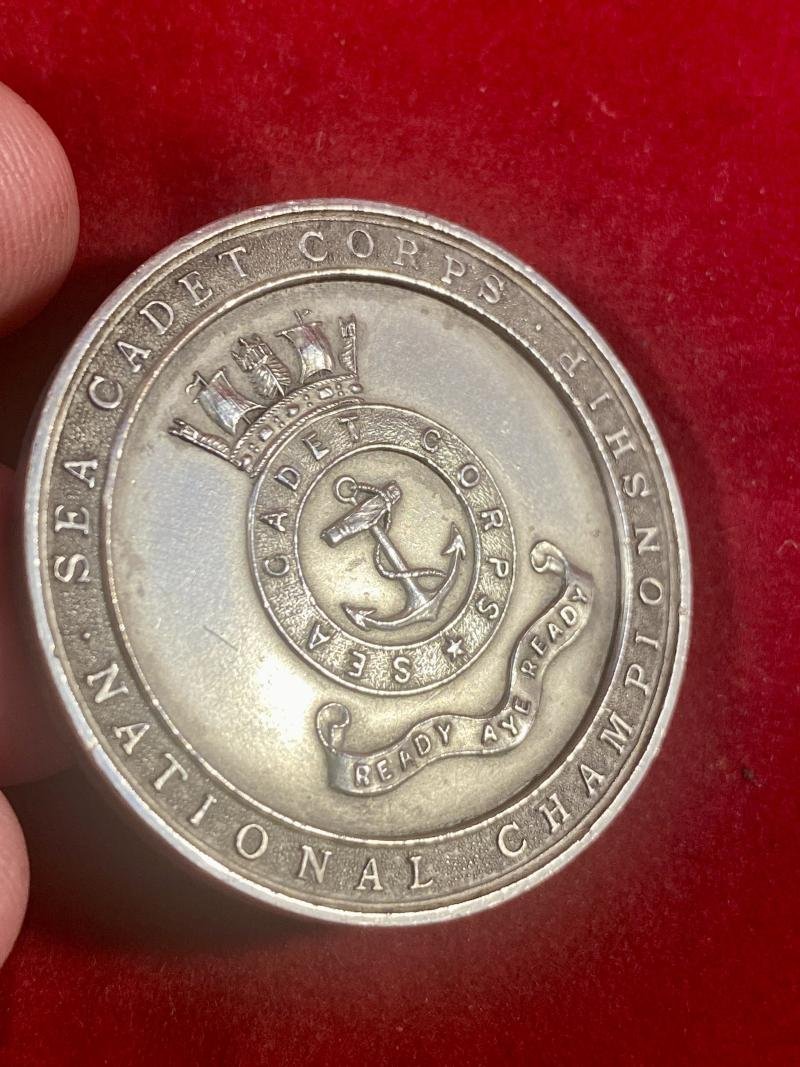 SEA CADET CORPS
· NATIONAL CHAMPIONSHIP ·
SEA CADET CORPS ★
READY AYE READY